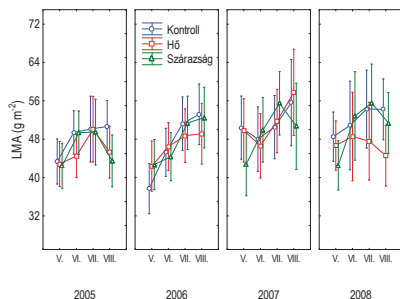 LMA (g m⁻²)
72
64
56
48
40
32
Kontroll
Hő
Szárazság
V. VI. VII. VIII. V. VI. VII. VIII. V. VI. VII. VIII. V. VI. VII. VIII.
2005 2006 2007 2008